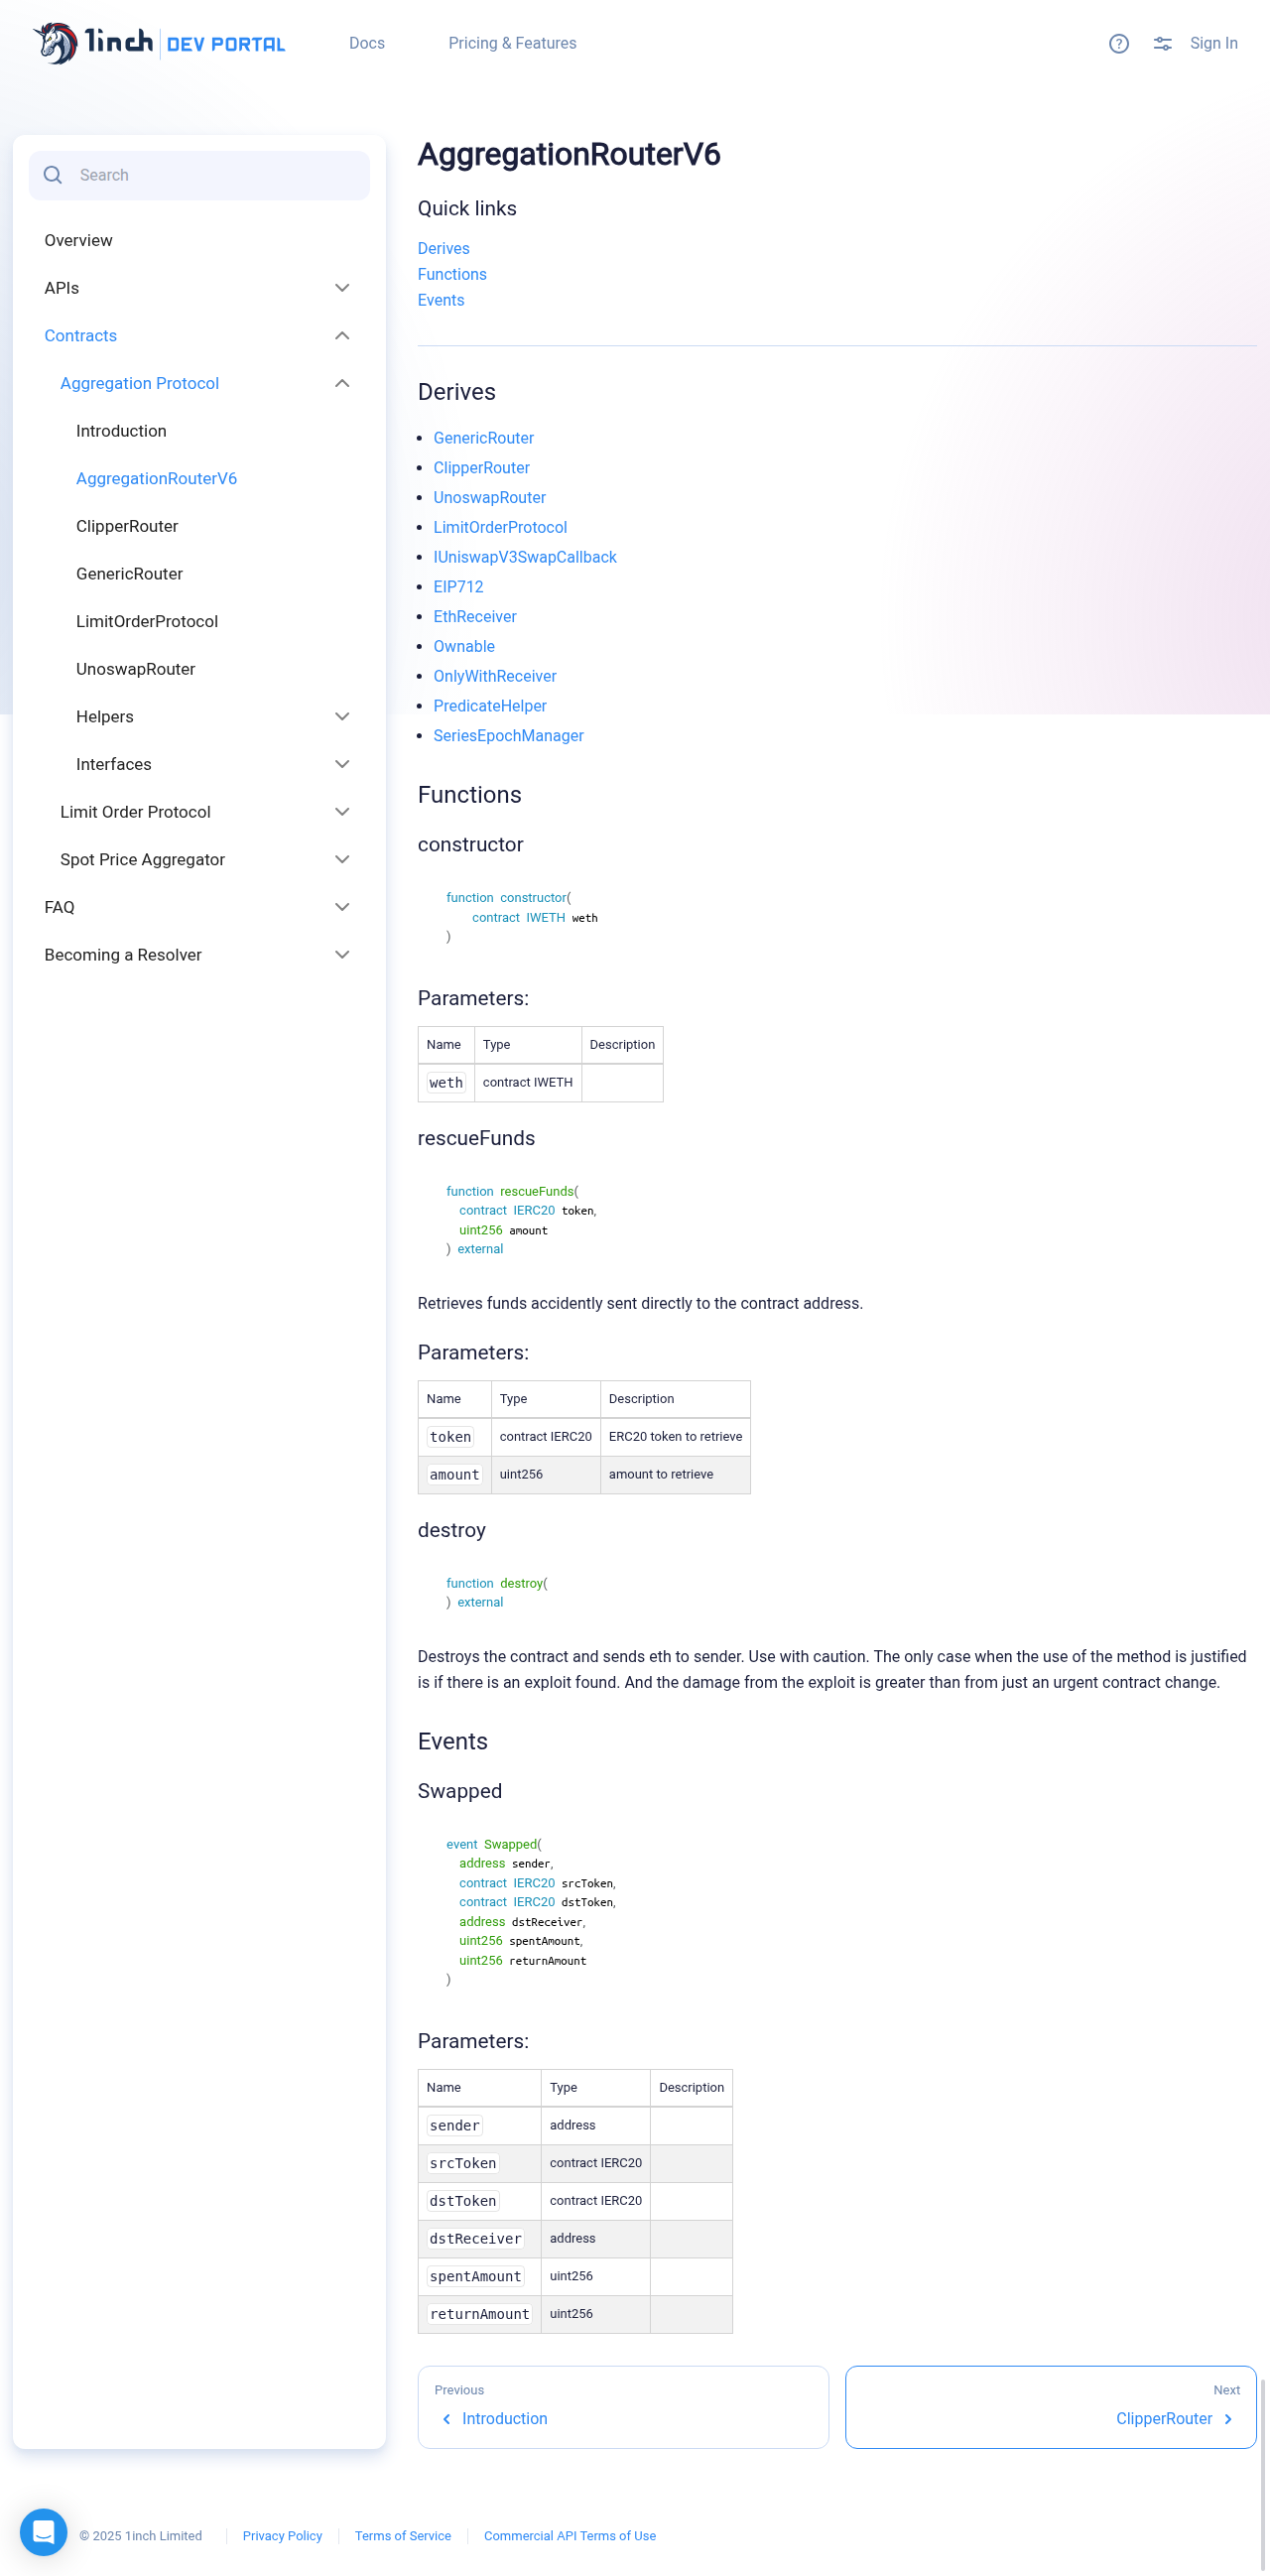 1inch DEV PORTAL
Docs
Pricing & Features
Sign In
Search
Overview
APIs
Contracts
Aggregation Protocol
Introduction
AggregationRouterV6
ClipperRouter
GenericRouter
LimitOrderProtocol
UnoswapRouter
Helpers
Interfaces
Limit Order Protocol
Spot Price Aggregator
FAQ
Becoming a Resolver
AggregationRouterV6
Quick links
Derives
Functions
Events
Derives
GenericRouter
ClipperRouter
UnoswapRouter
LimitOrderProtocol
IUniswapV3SwapCallback
EIP712
EthReceiver
Ownable
OnlyWithReceiver
PredicateHelper
SeriesEpochManager
Functions
constructor
function constructor(
contract IWETH weth
)
Parameters:
Name Type Description
weth contract IWETH
rescueFunds
function rescueFunds(
contract IERC20 token,
uint256 amount
) external
Retrieves funds accidently sent directly to the contract address.
Parameters:
Name Type Description
token contract IERC20 ERC20 token to retrieve
amount uint256 amount to retrieve
destroy
function destroy(
) external
Destroys the contract and sends eth to sender. Use with caution. The only case when the use of the method is justified
is if there is an exploit found. And the damage from the exploit is greater than from just an urgent contract change.
Events
Swapped
event Swapped(
address sender,
contract IERC20 srcToken,
contract IERC20 dstToken,
address dstReceiver,
uint256 spentAmount,
uint256 returnAmount
)
Parameters:
Name Type Description
sender address
srcToken contract IERC20
dstToken contract IERC20
dstReceiver address
spentAmount uint256
returnAmount uint256
Previous
Introduction
Next
ClipperRouter
© 2025 1inch Limited
Privacy Policy
Terms of Service
Commercial API Terms of Use